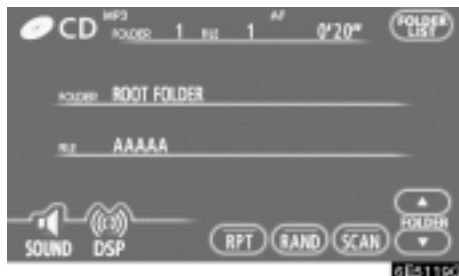 CD MP3 FOLDER 1 FILE 1 AF 0'20" FOLDER LIST
FOLDER ROOT FOLDER
FILE AAAAA
SOUND DSP RPT RAND SCAN FOLDER